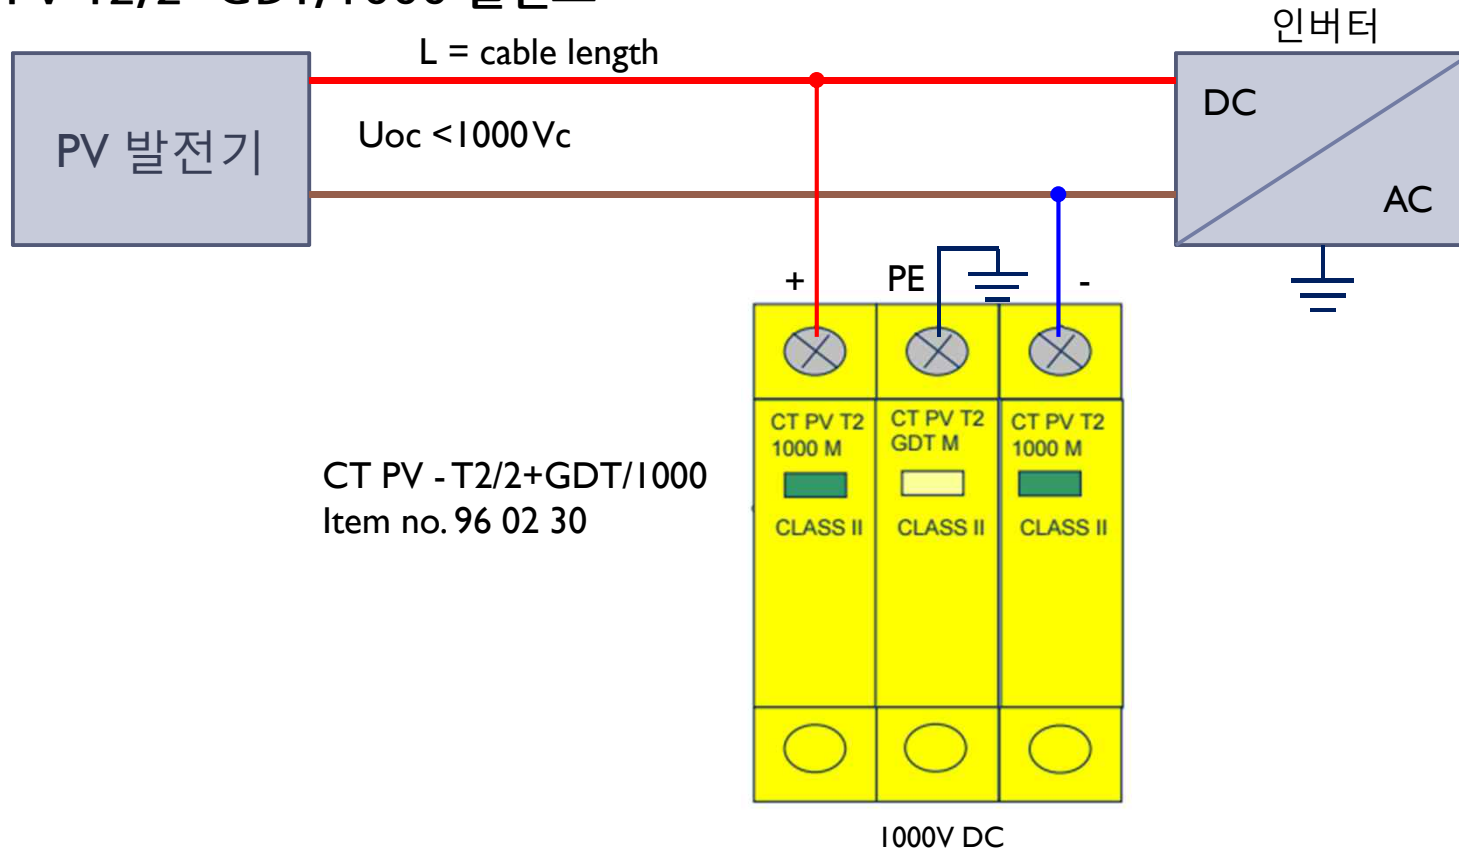 인버터
L = cable length
PV 발전기
Uoc <1000Vc
DC
AC
+
PE
-
CT PV T2
1000 M
CLASS II
CT PV T2
GDT M
CLASS II
CT PV T2
1000 M
CLASS II
CT PV - T2/2+GDT/1000
Item no. 96 02 30
1000V DC